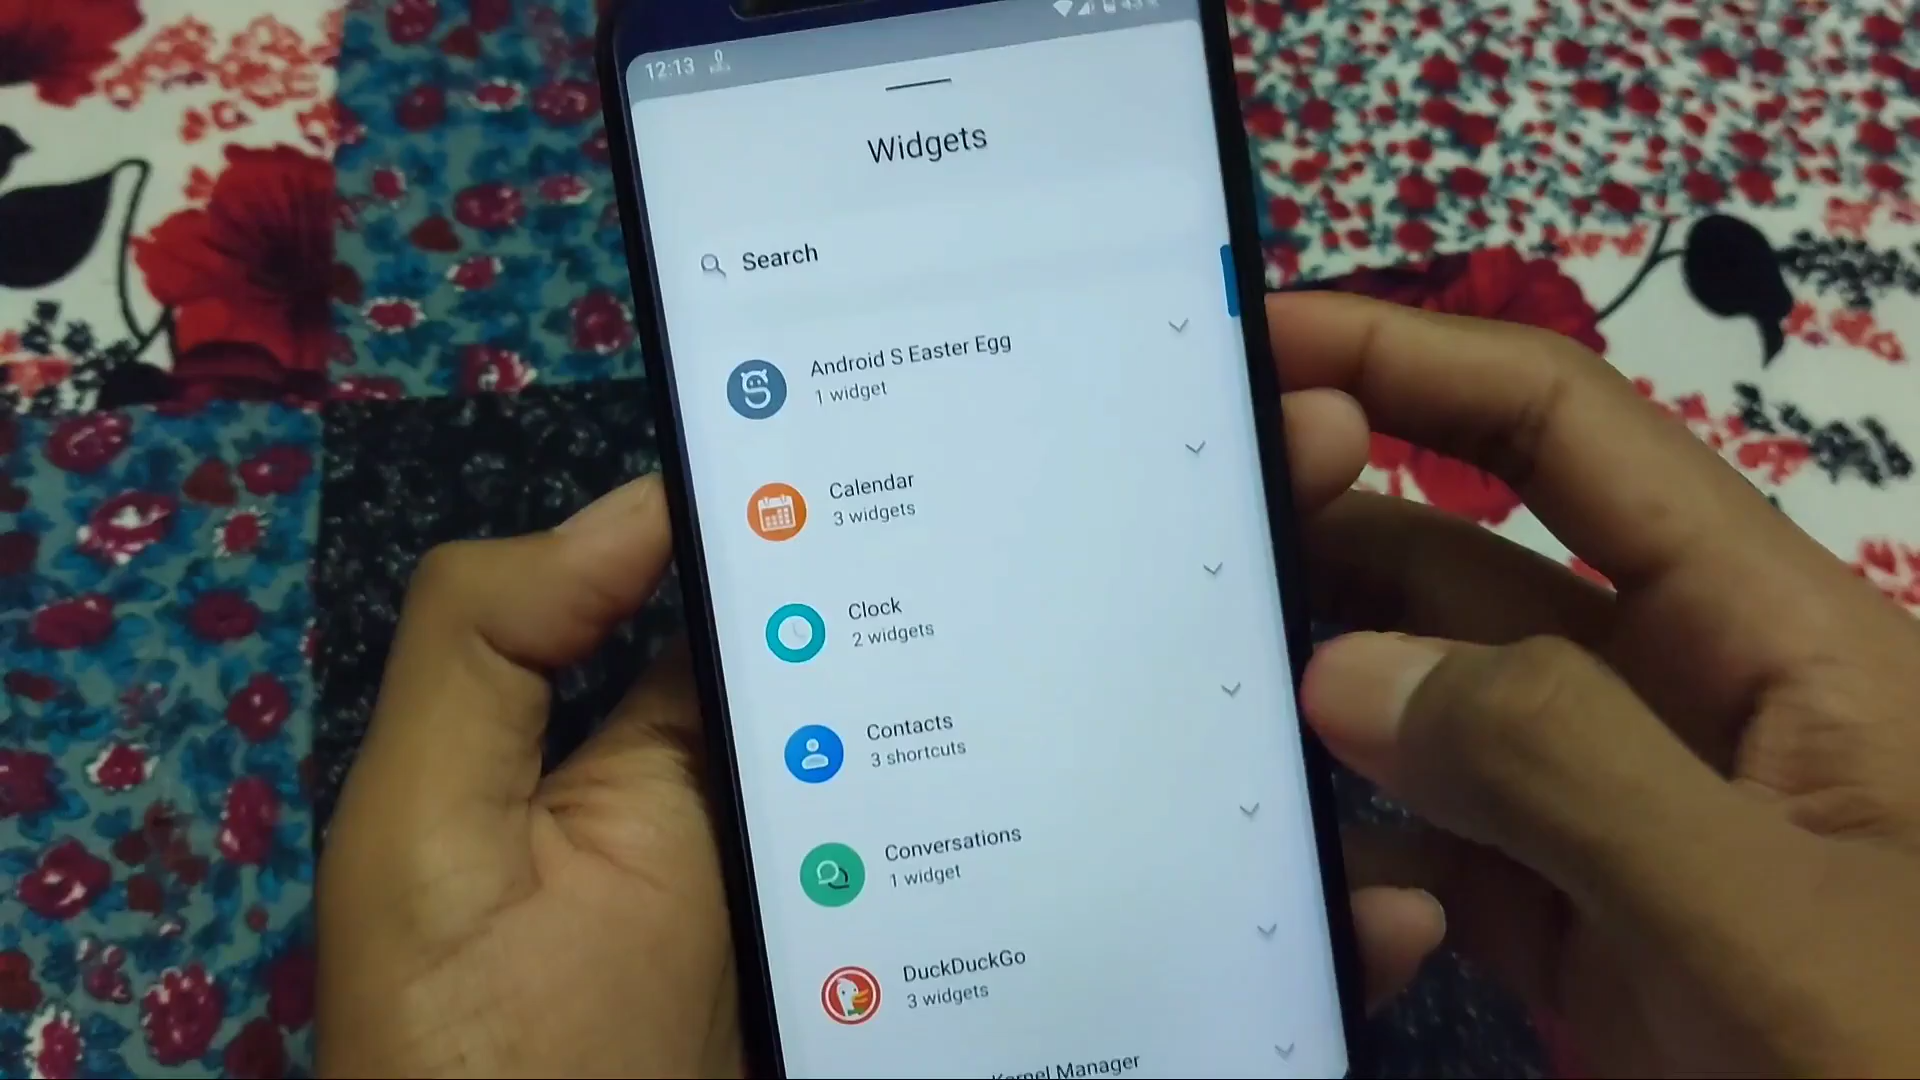 12:13
Widgets
Search
Android S Easter Egg
1 widget
Calendar
3 widgets
Clock
2 widgets
Contacts
3 shortcuts
Conversations
1 widget
DuckDuckGo
3 widgets
Kernel Manager